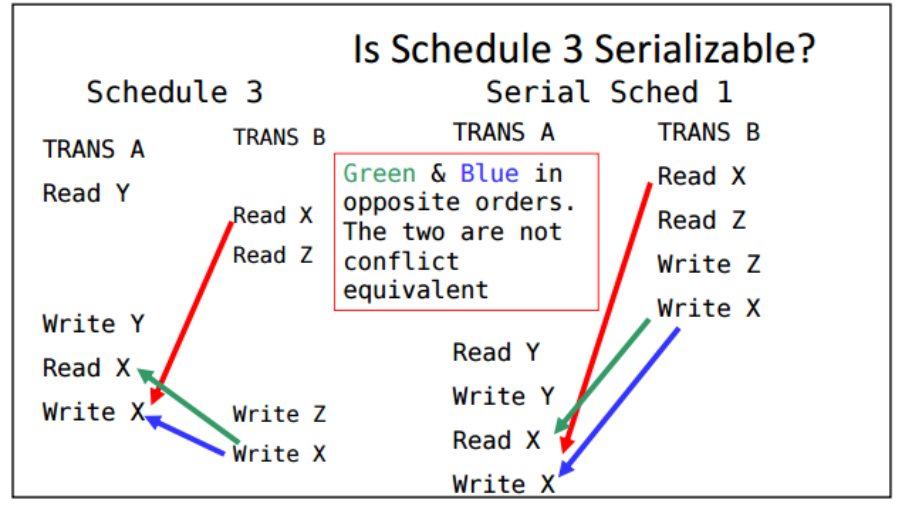 Is Schedule 3 Serializable?
Schedule 3
TRANS A
TRANS B
Read Y
Read X
Read Z
Write Y
Read X
Write X
Write Z
Write X
Green & Blue in
opposite orders.
The two are not
conflict
equivalent
Serial Sched 1
TRANS A
TRANS B
Read X
Read Z
Write Z
Write X
Read Y
Write Y
Read X
Write X